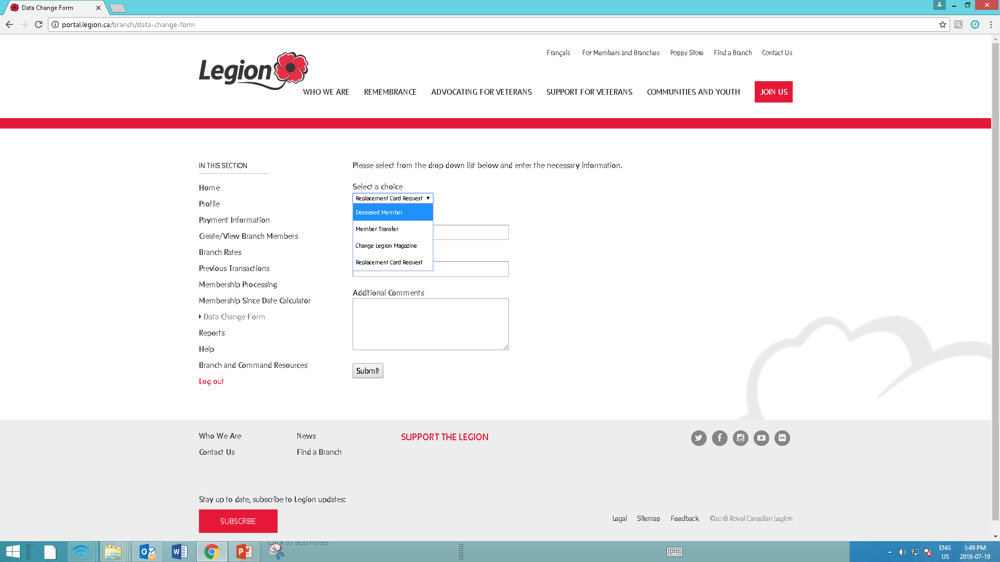 Data Change Form
portal.legion.ca/branch/data-change-form
Français For Members and Branches Poppy Store Find a Branch Contact Us
Legion
WHO WE ARE REMEMBRANCE ADVOCATING FOR VETERANS SUPPORT FOR VETERANS COMMUNITIES AND YOUTH JOIN US
IN THIS SECTION
Home
Profile
Payment Information
Create/View Branch Members
Branch Rates
Previous Transactions
Membership Processing
Membership Since Date Calculator
Data Change Form
Reports
Help
Branch and Command Resources
Log out
Please select from the drop down list below and enter the necessary information.
Select a choice
Replacement Card Request
Deceased Member
Member Transfer
Change Legion Magazine
Replacement Card Request
Additional Comments
Submit
Who We Are News SUPPORT THE LEGION
Contact Us Find a Branch
Stay up to date, subscribe to Legion updates:
SUBSCRIBE
Legal Sitemap Feedback ©2018 Royal Canadian Legion
Click to add notes
ENG 1:49 PM
US 2018-07-19